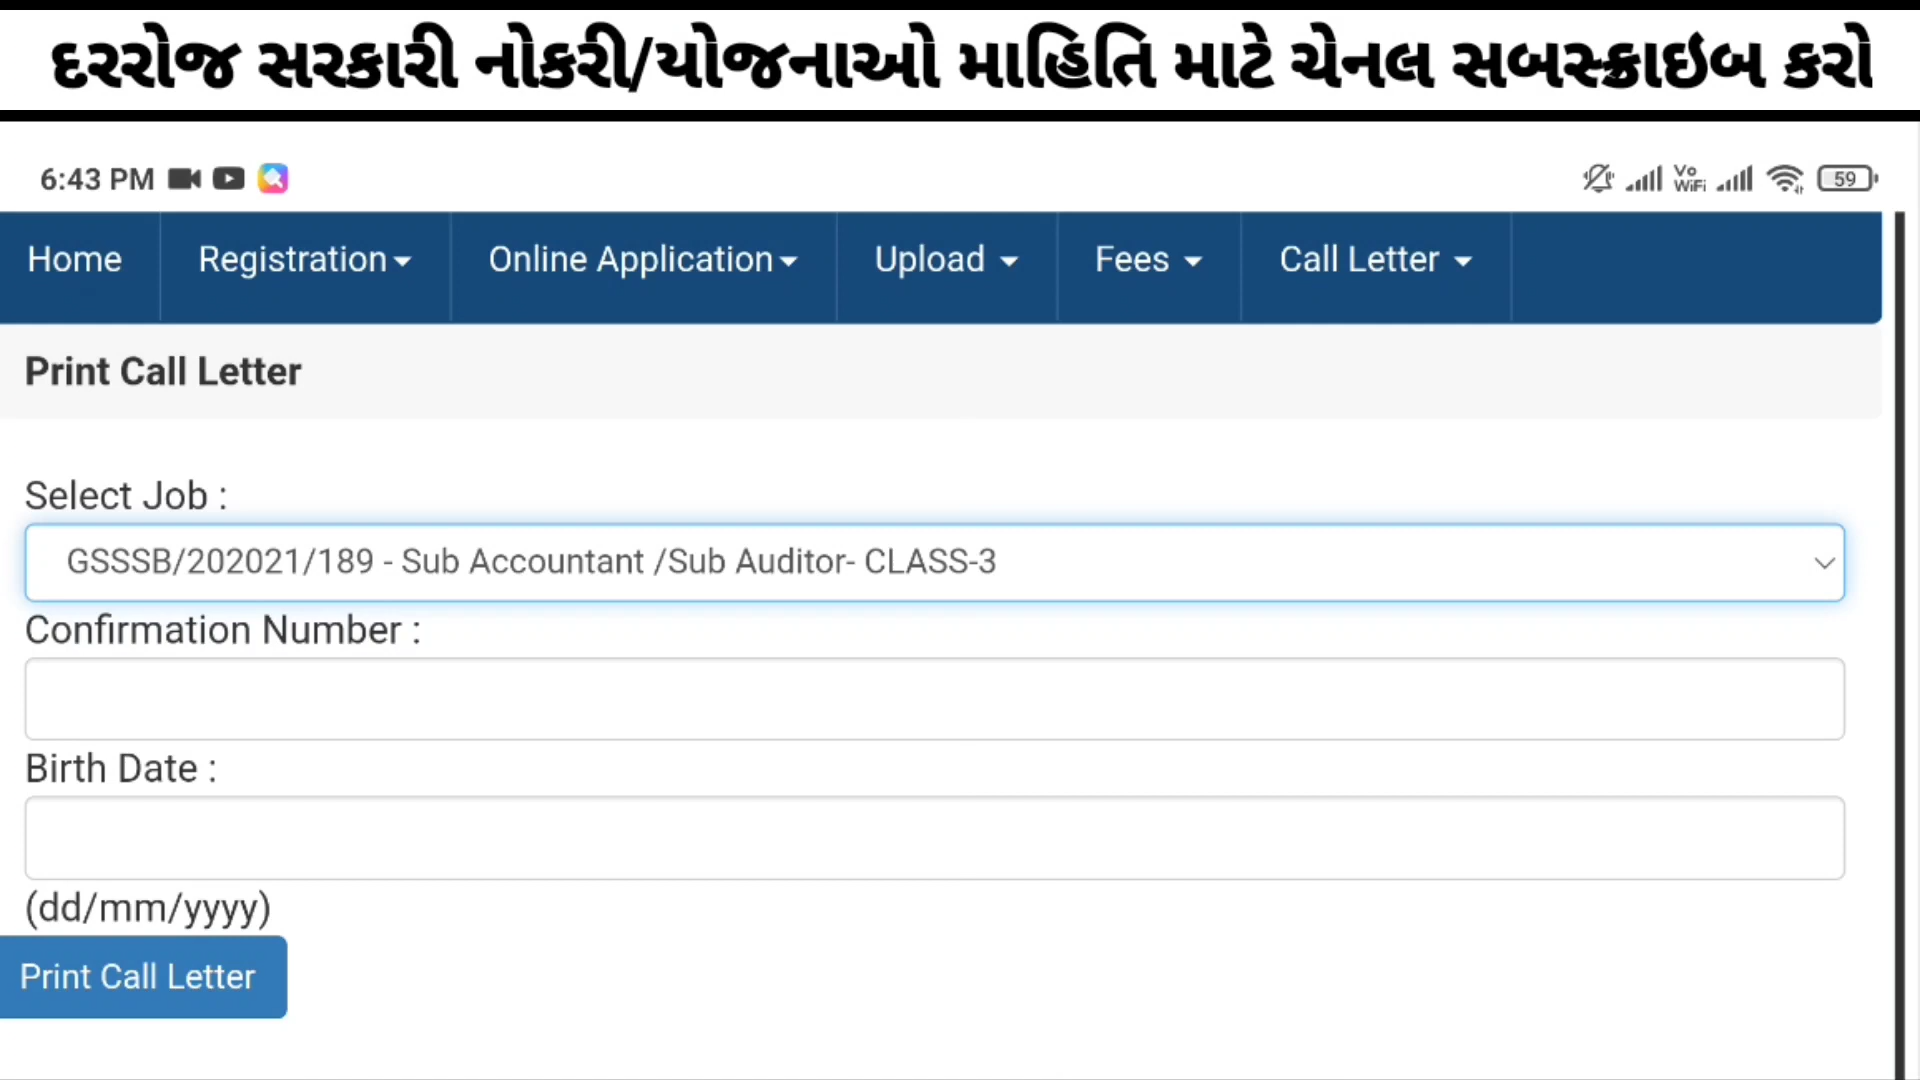 દરરોજ સરકારી નોકરી/યોજનાઓ માહિતિ માટે ચેનલ સબસ્ક્રાઇબ કરો
6:43 PM Vo WiFi 59
Home Registration Online Application Upload Fees Call Letter
Print Call Letter
Select Job :
GSSSB/202021/189 - Sub Accountant /Sub Auditor- CLASS-3
Confirmation Number :
Birth Date :
(dd/mm/yyyy)
Print Call Letter